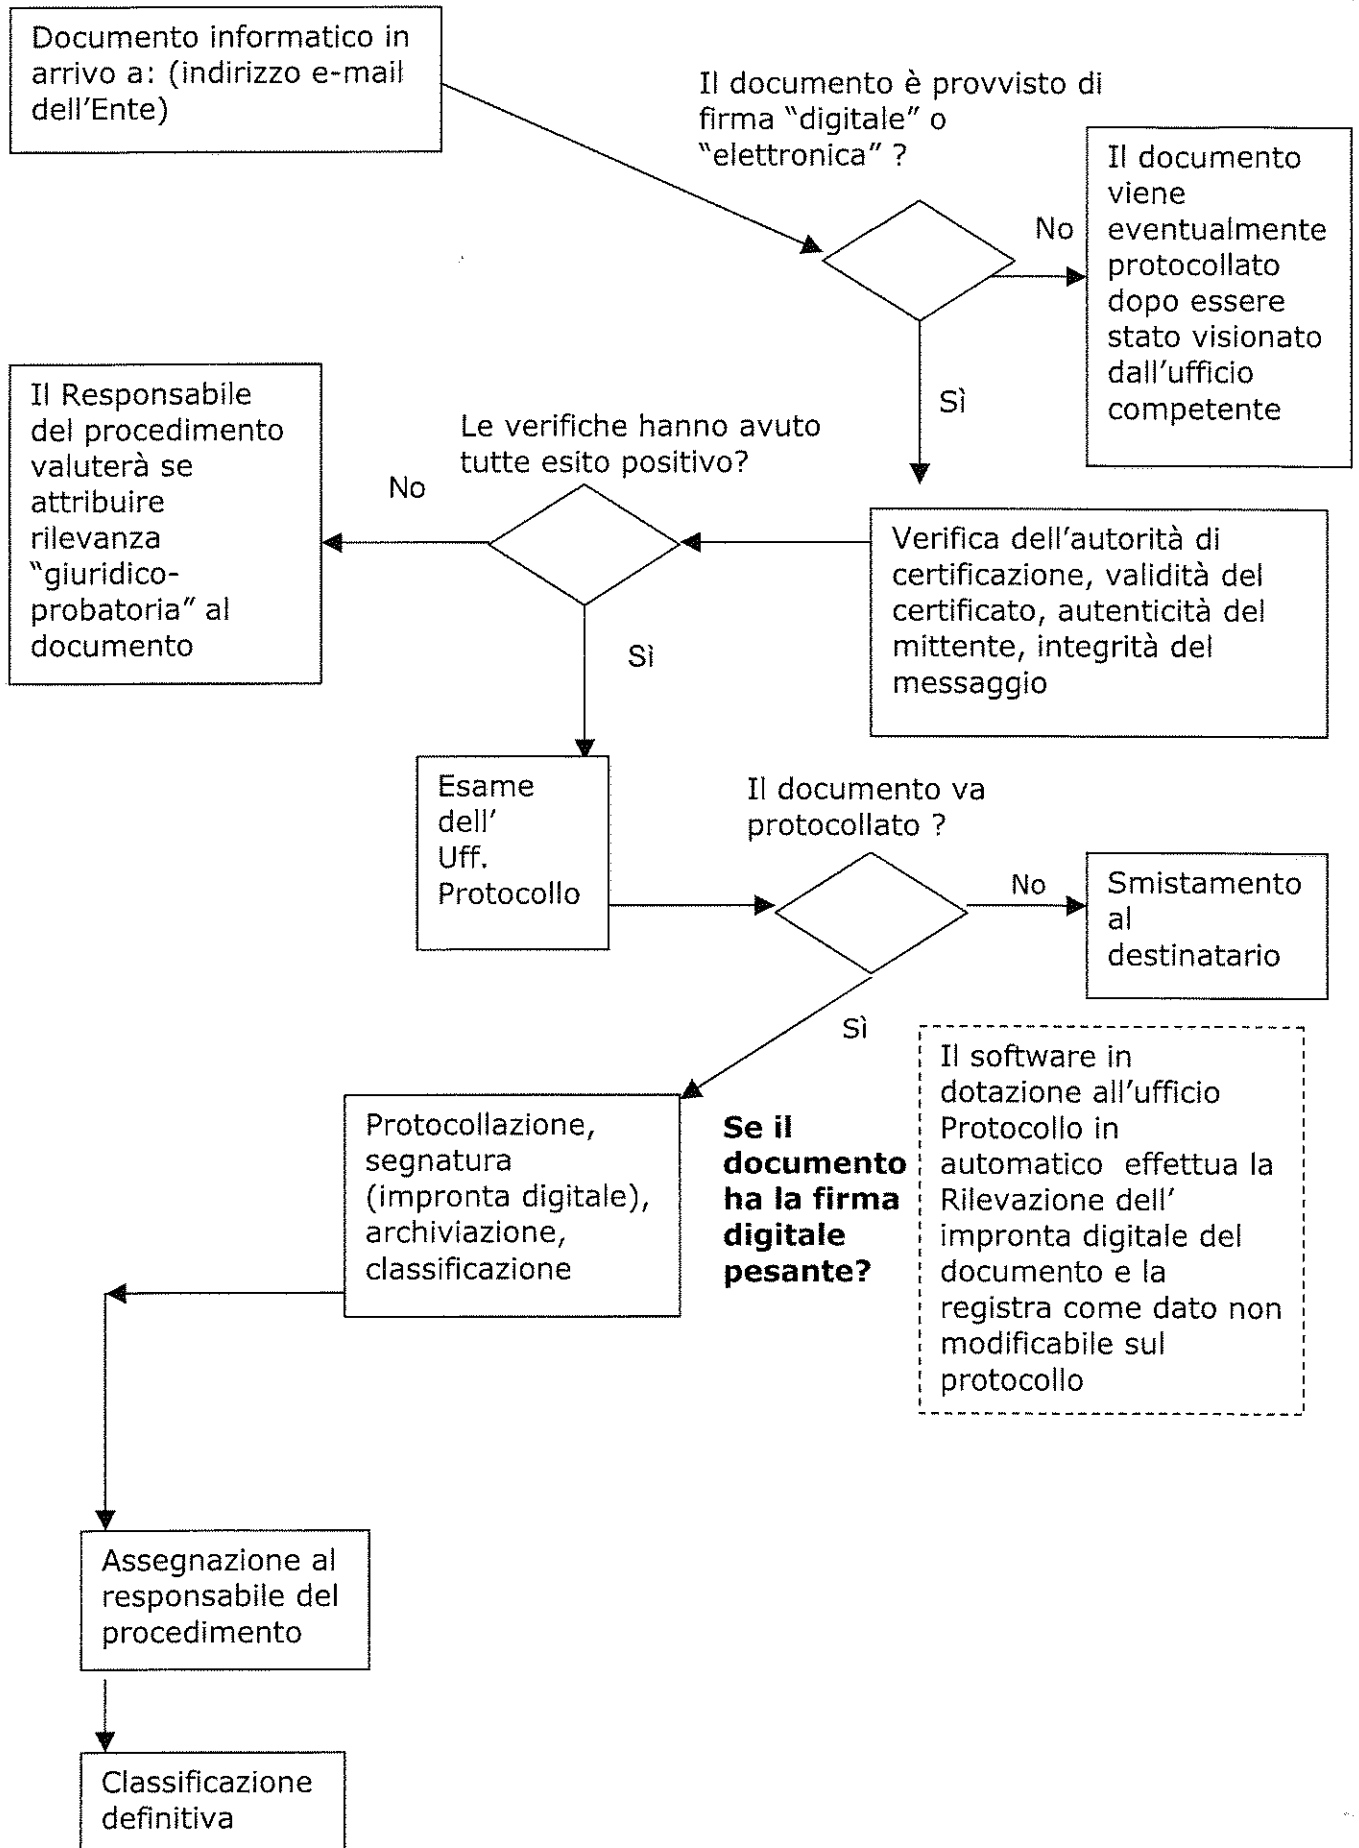 Documento informatico in
arrivo a: (indirizzo e-mail
dell'Ente)
Il documento è provvisto di
firma "digitale" o
"elettronica" ?
No
Il documento
viene
eventualmente
protocollato
dopo essere
stato visionato
dall'ufficio
competente
Sì
Verifica dell'autorità di
certificazione, validità del
certificato, autenticità del
mittente, integrità del
messaggio
Le verifiche hanno avuto
tutte esito positivo?
No
Il Responsabile
del procedimento
valuterà se
attribuire
rilevanza
"giuridico-
probatoria" al
documento
Sì
Esame
dell'
Uff.
Protocollo
Il documento va
protocollato ?
No
Smistamento
al
destinatario
Sì
Protocollazione,
segnatura
(impronta digitale),
archiviazione,
classificazione
Se il
documento
ha la firma
digitale
pesante?
Il software in
dotazione all'ufficio
Protocollo in
automatico effettua la
Rilevazione dell'
impronta digitale del
documento e la
registra come dato non
modificabile sul
protocollo
Assegnazione al
responsabile del
procedimento
Classificazione
definitiva